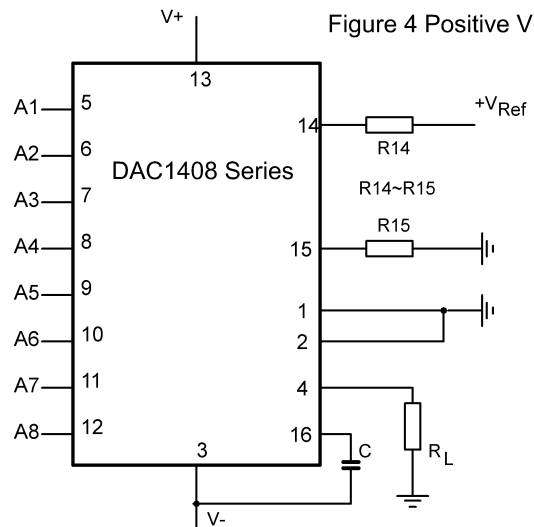 V+
Figure 4 Positive V
13
A1 5
14
+VRef
R14
A2 6
DAC1408 Series
A3 7
R14~R15
R15
A4 8
15
A5 9
1
A6 10
2
A7 11
4
A8 12
16
C
RL
3
V-